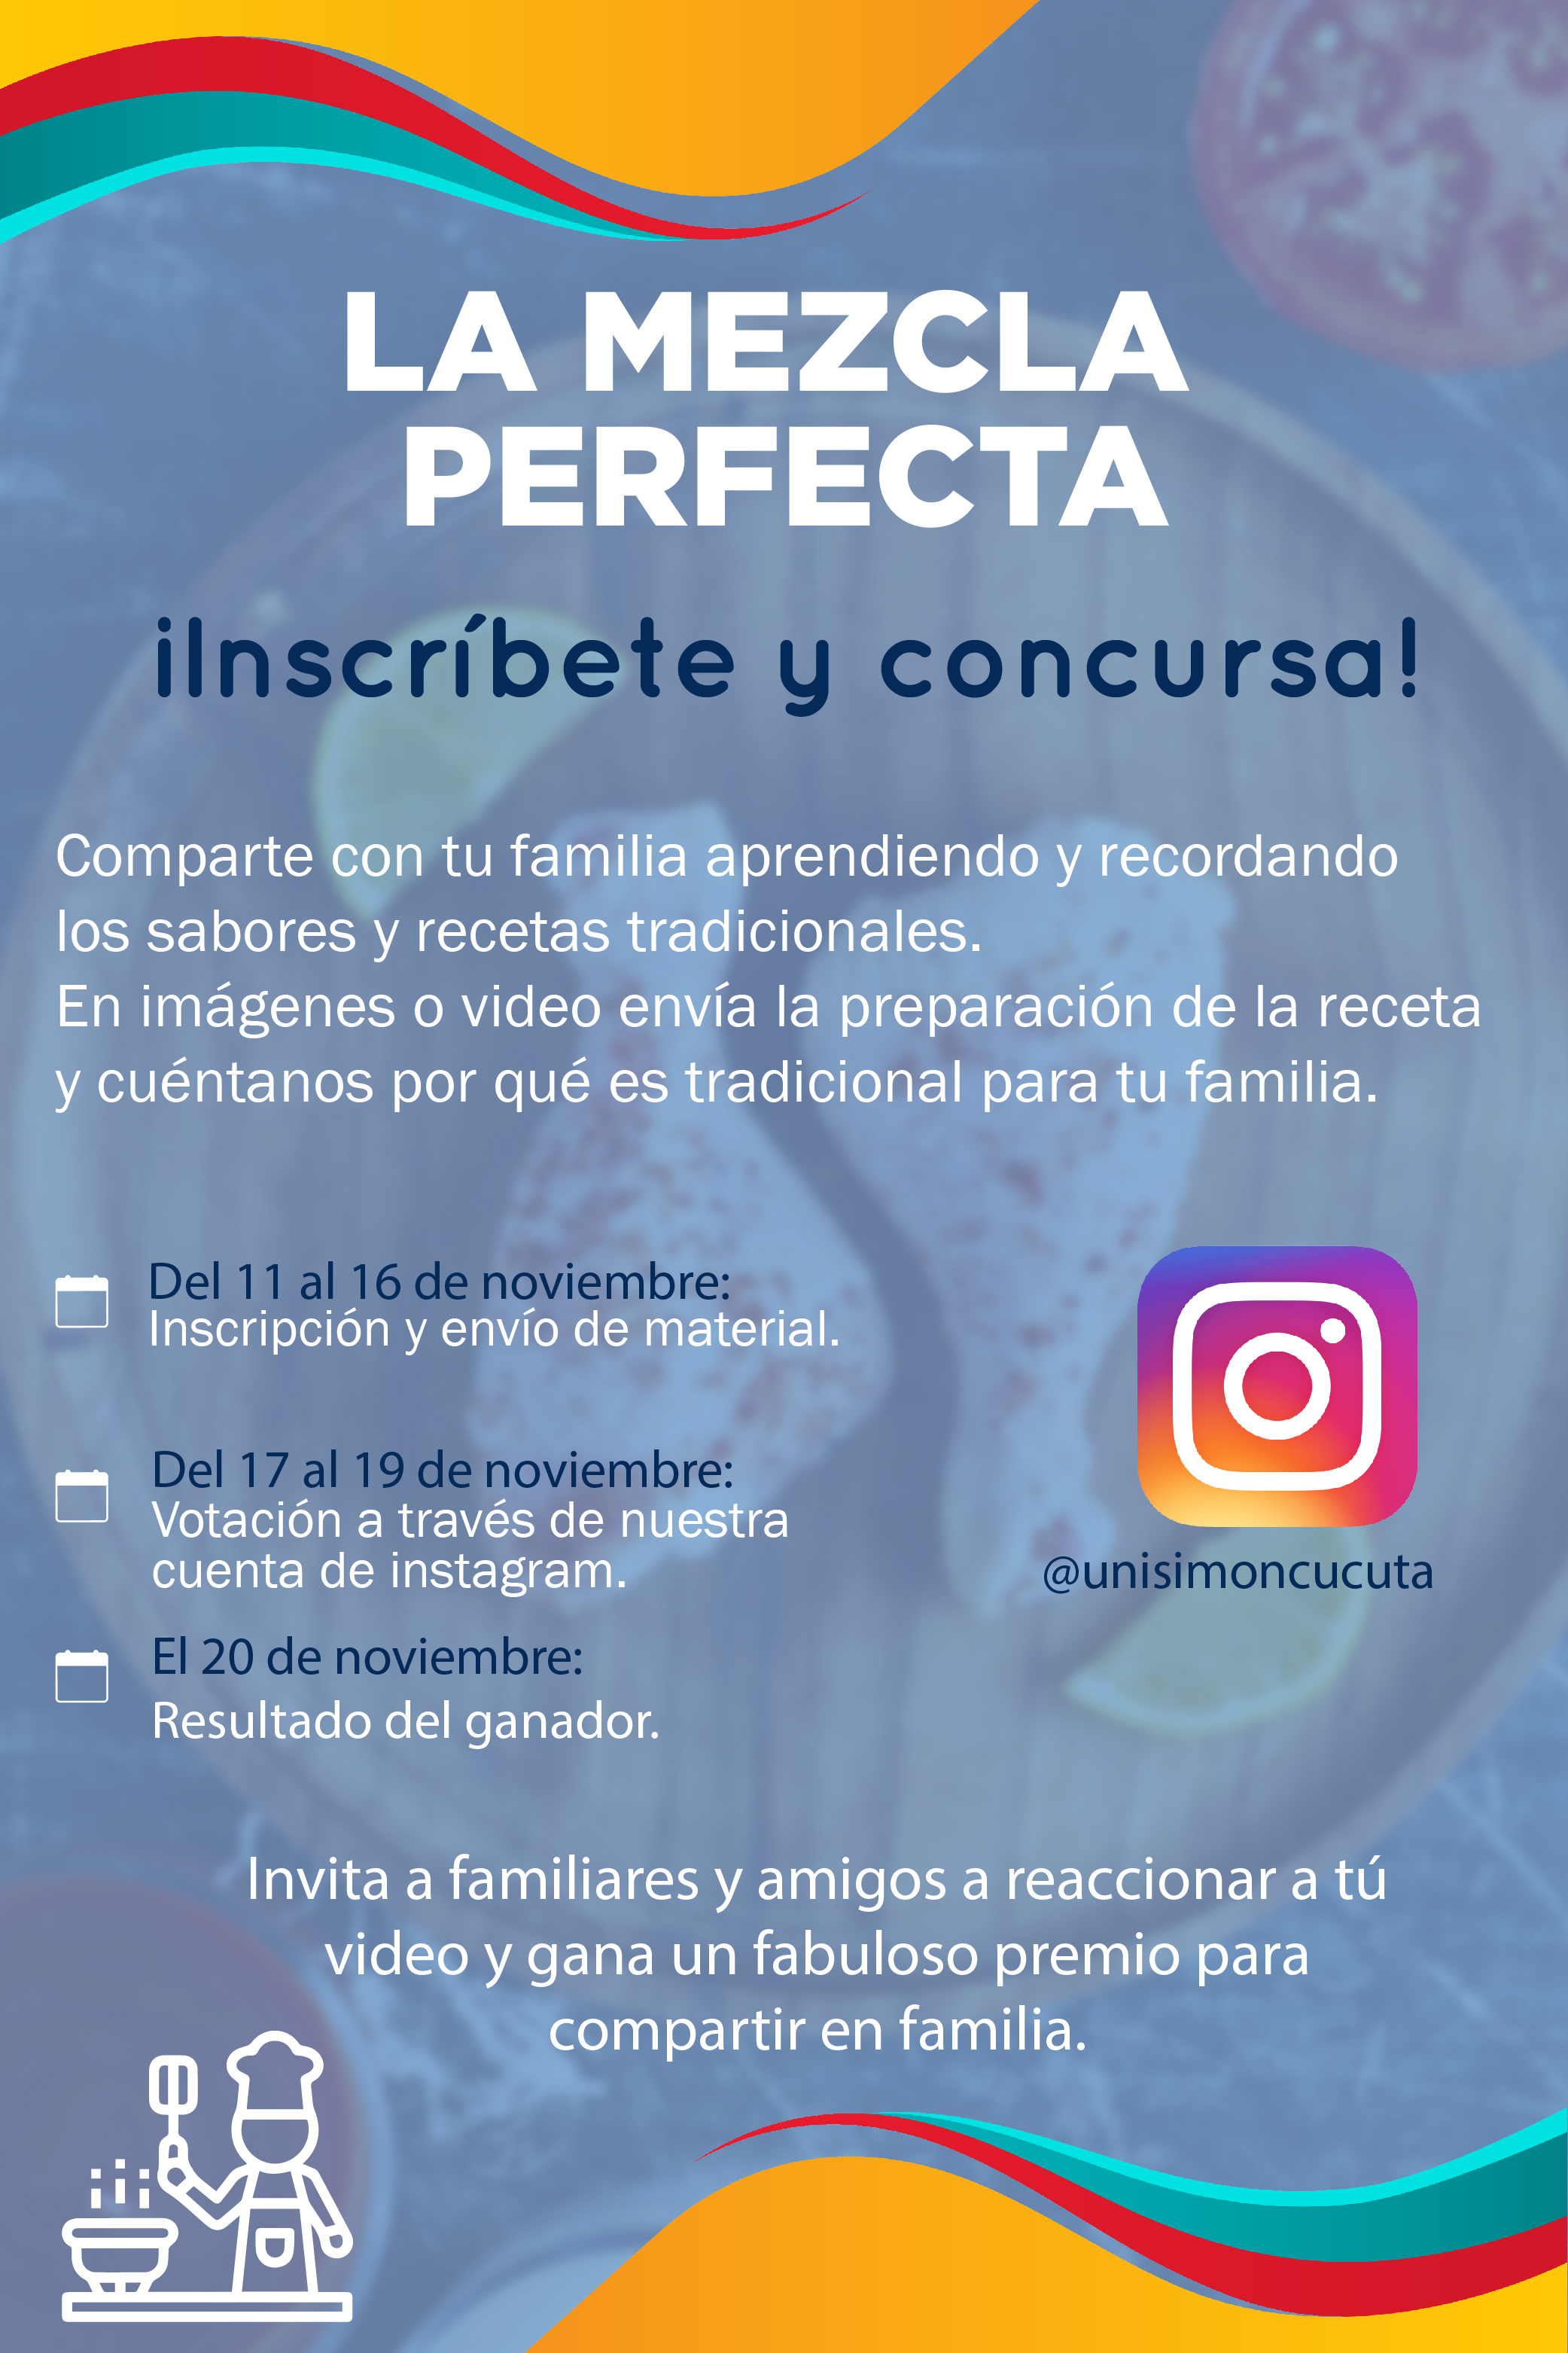 LA MEZCLA
PERFECTA
¡Inscríbete y concursa!
Comparte con tu familia aprendiendo y recordando
los sabores y recetas tradicionales.
En imágenes o video envía la preparación de la receta
y cuéntanos por qué es tradicional para tu familia.
Del 11 al 16 de noviembre:
Inscripción y envío de material.
Del 17 al 19 de noviembre:
Votación a través de nuestra
cuenta de instagram.
@unisimoncucuta
El 20 de noviembre:
Resultado del ganador.
Invita a familiares y amigos a reaccionar a tú
video y gana un fabuloso premio para
compartir en familia.